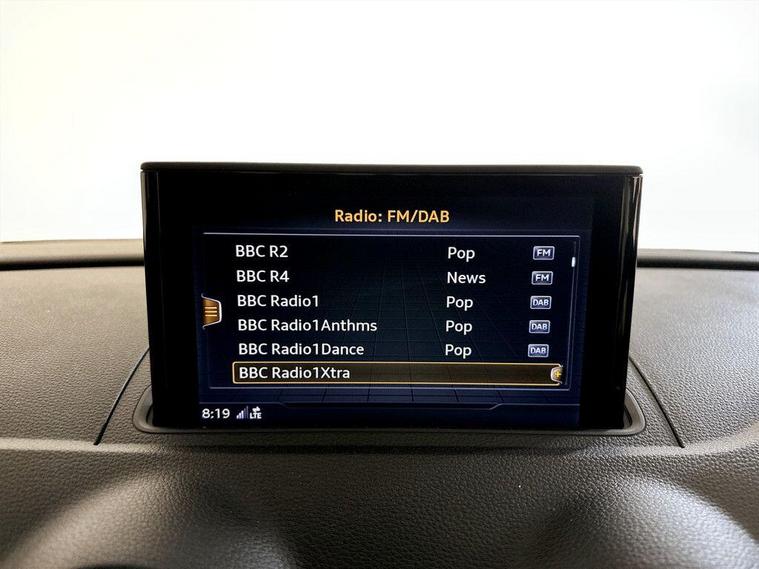 Radio: FM/DAB
BBC R2 Pop FM
BBC R4 News FM
BBC Radio1 Pop DAB
BBC Radio1Anthms Pop DAB
BBC Radio1Dance Pop DAB
BBC Radio1Xtra
8:19 LTE